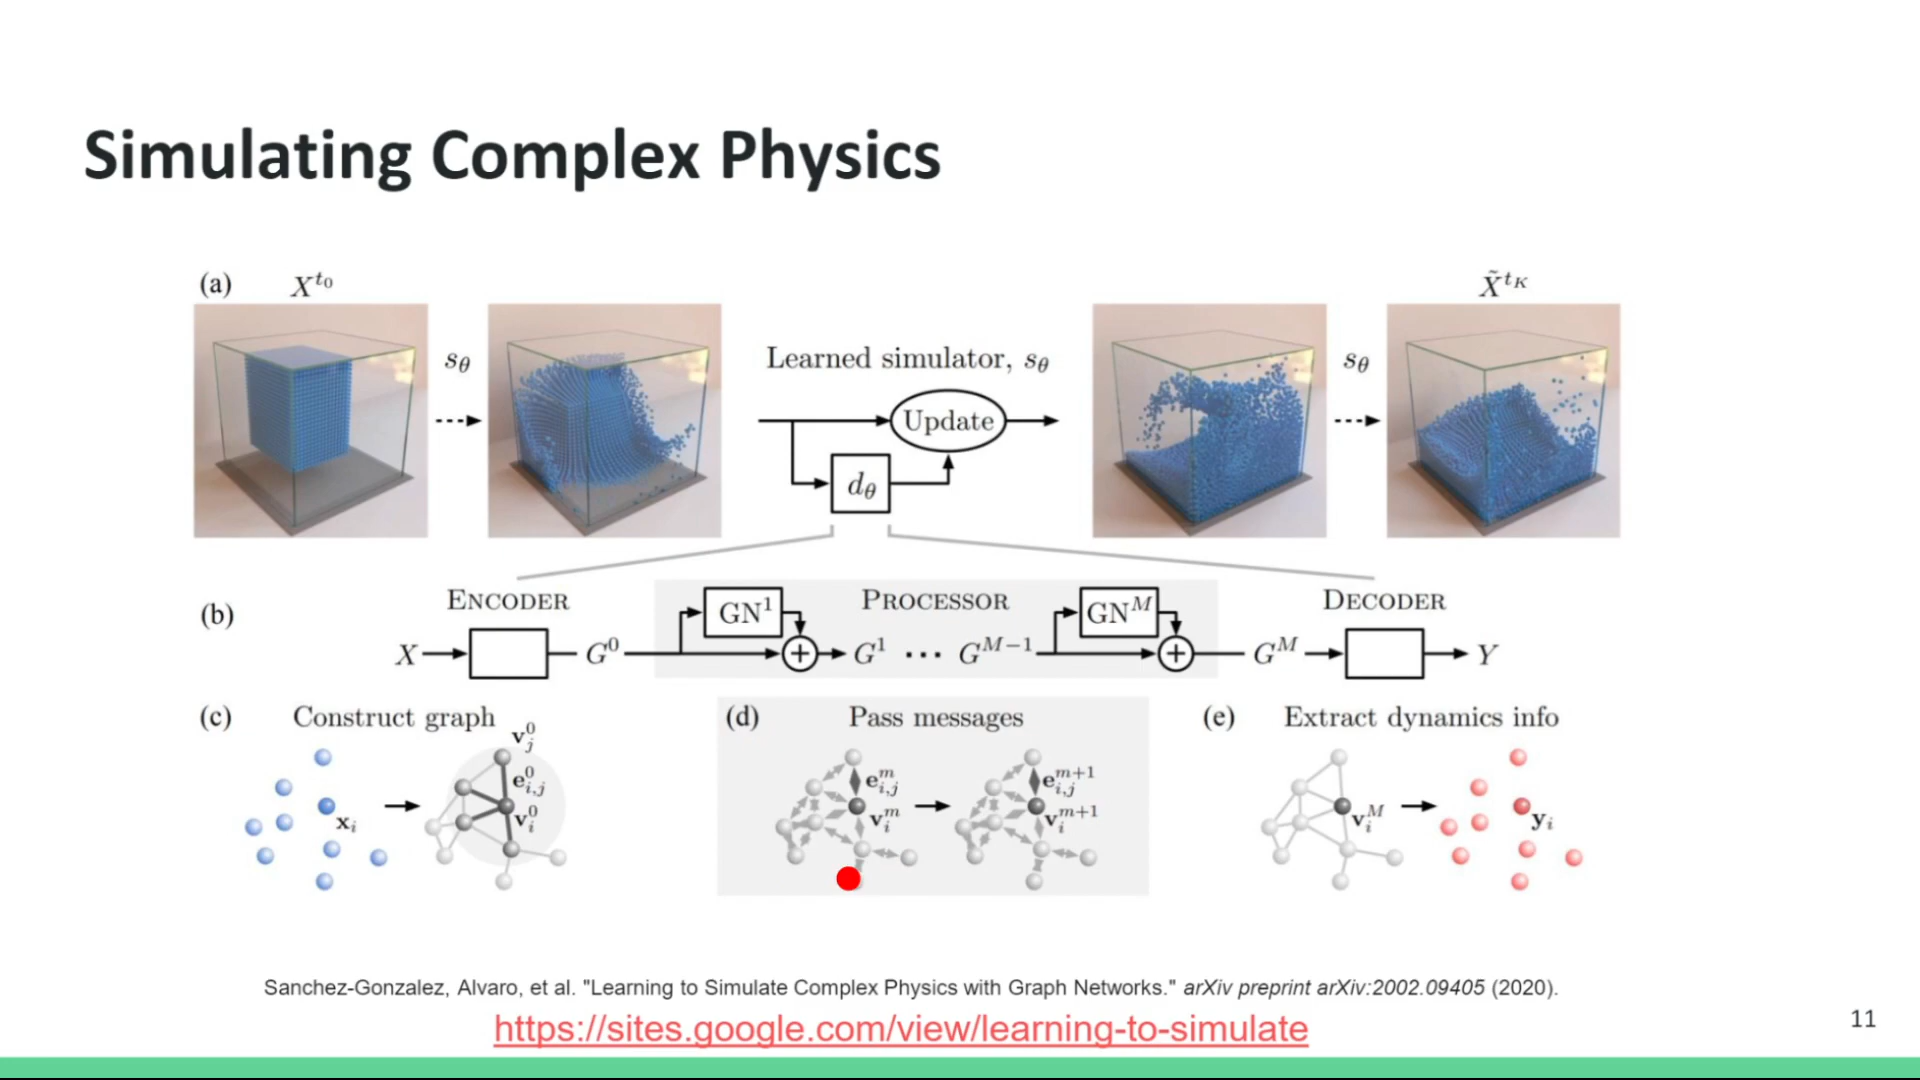 Simulating Complex Physics
(a) X^{t_0} X̃^{t_K}
s_θ Learned simulator, s_θ s_θ
Update
d_θ
(b) ENCODER PROCESSOR DECODER
GN^1 GN^M
X G^0 + G^1 ··· G^{M−1} + G^M Y
(c) Construct graph (d) Pass messages (e) Extract dynamics info
v_j^0
e_{i,j}^0 e_{i,j}^m e_{i,j}^{m+1}
x_i v_i^0 v_i^m v_i^{m+1} v_i^M y_i
Sanchez-Gonzalez, Alvaro, et al. "Learning to Simulate Complex Physics with Graph Networks." arXiv preprint arXiv:2002.09405 (2020).
https://sites.google.com/view/learning-to-simulate
11